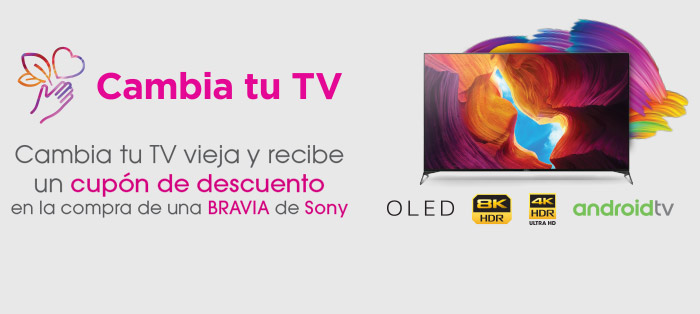 Cambia tu TV
Cambia tu TV vieja y recibe
un cupón de descuento
en la compra de una BRAVIA de Sony
OLED
8K
HDR
4K
HDR
ULTRA HD
androidtv